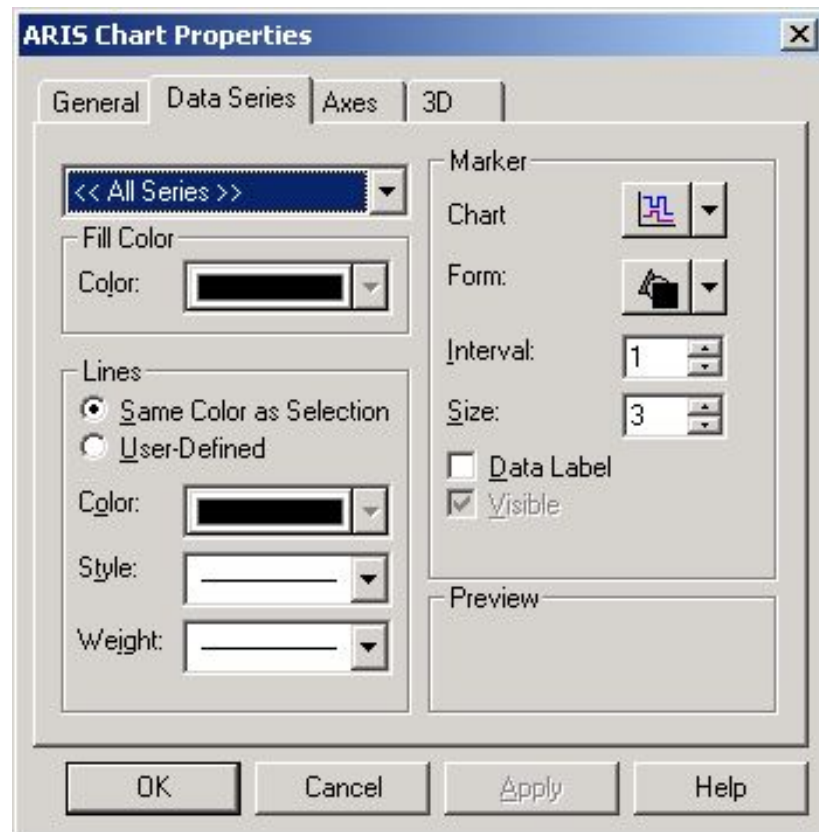 ARIS Chart Properties
General
Data Series
Axes
3D
<< All Series >>
Fill Color
Color:
Lines
Same Color as Selection
User-Defined
Color:
Style:
Weight:
Marker
Chart
Form:
Interval:
1
Size:
3
Data Label
Visible
Preview
OK
Cancel
Apply
Help